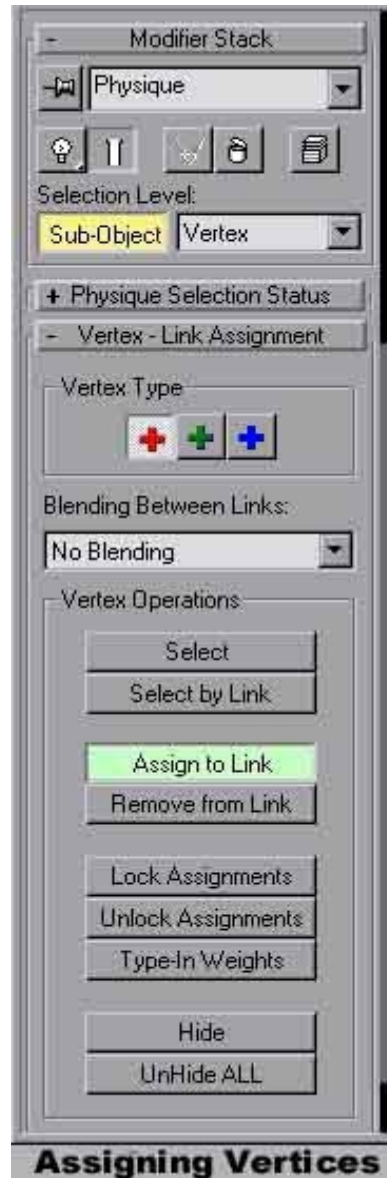 - Modifier Stack
Physique
Selection Level:
Sub-Object Vertex
+ Physique Selection Status
- Vertex - Link Assignment
Vertex Type
Blending Between Links:
No Blending
Vertex Operations
Select
Select by Link
Assign to Link
Remove from Link
Lock Assignments
Unlock Assignments
Type-In Weights
Hide
UnHide ALL
Assigning Vertices